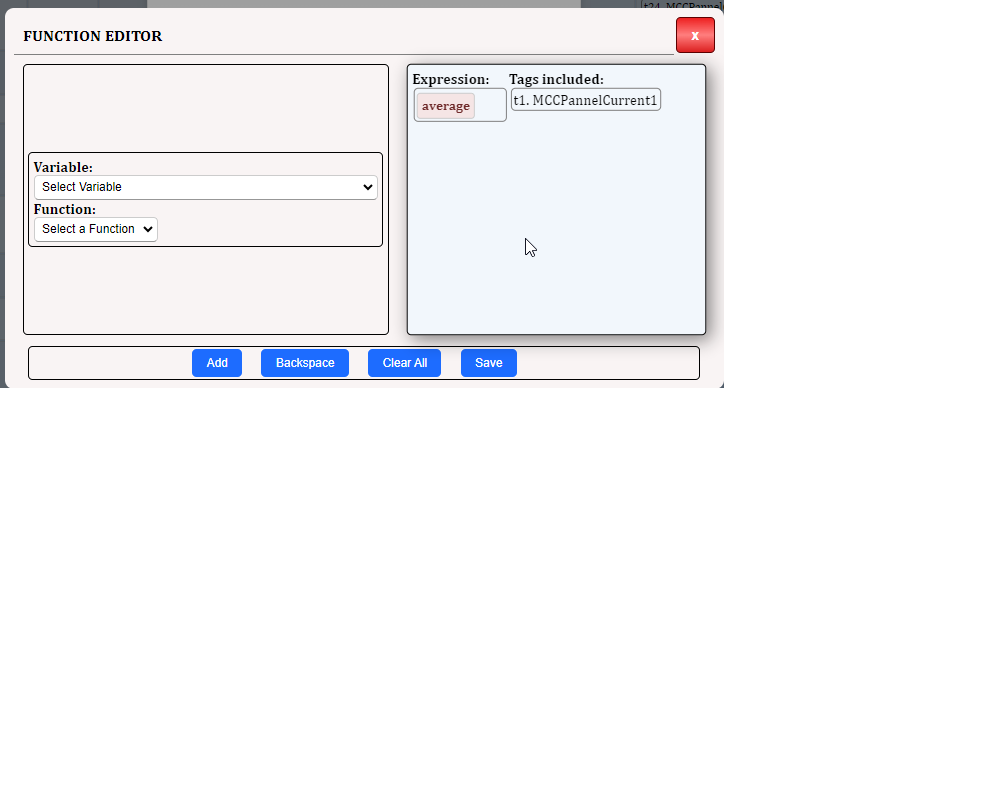 t24. MCCPannel
FUNCTION EDITOR
x
Variable:
Select Variable
Function:
Select a Function
Expression:
average
Tags included:
t1. MCCPannelCurrent1
Add
Backspace
Clear All
Save